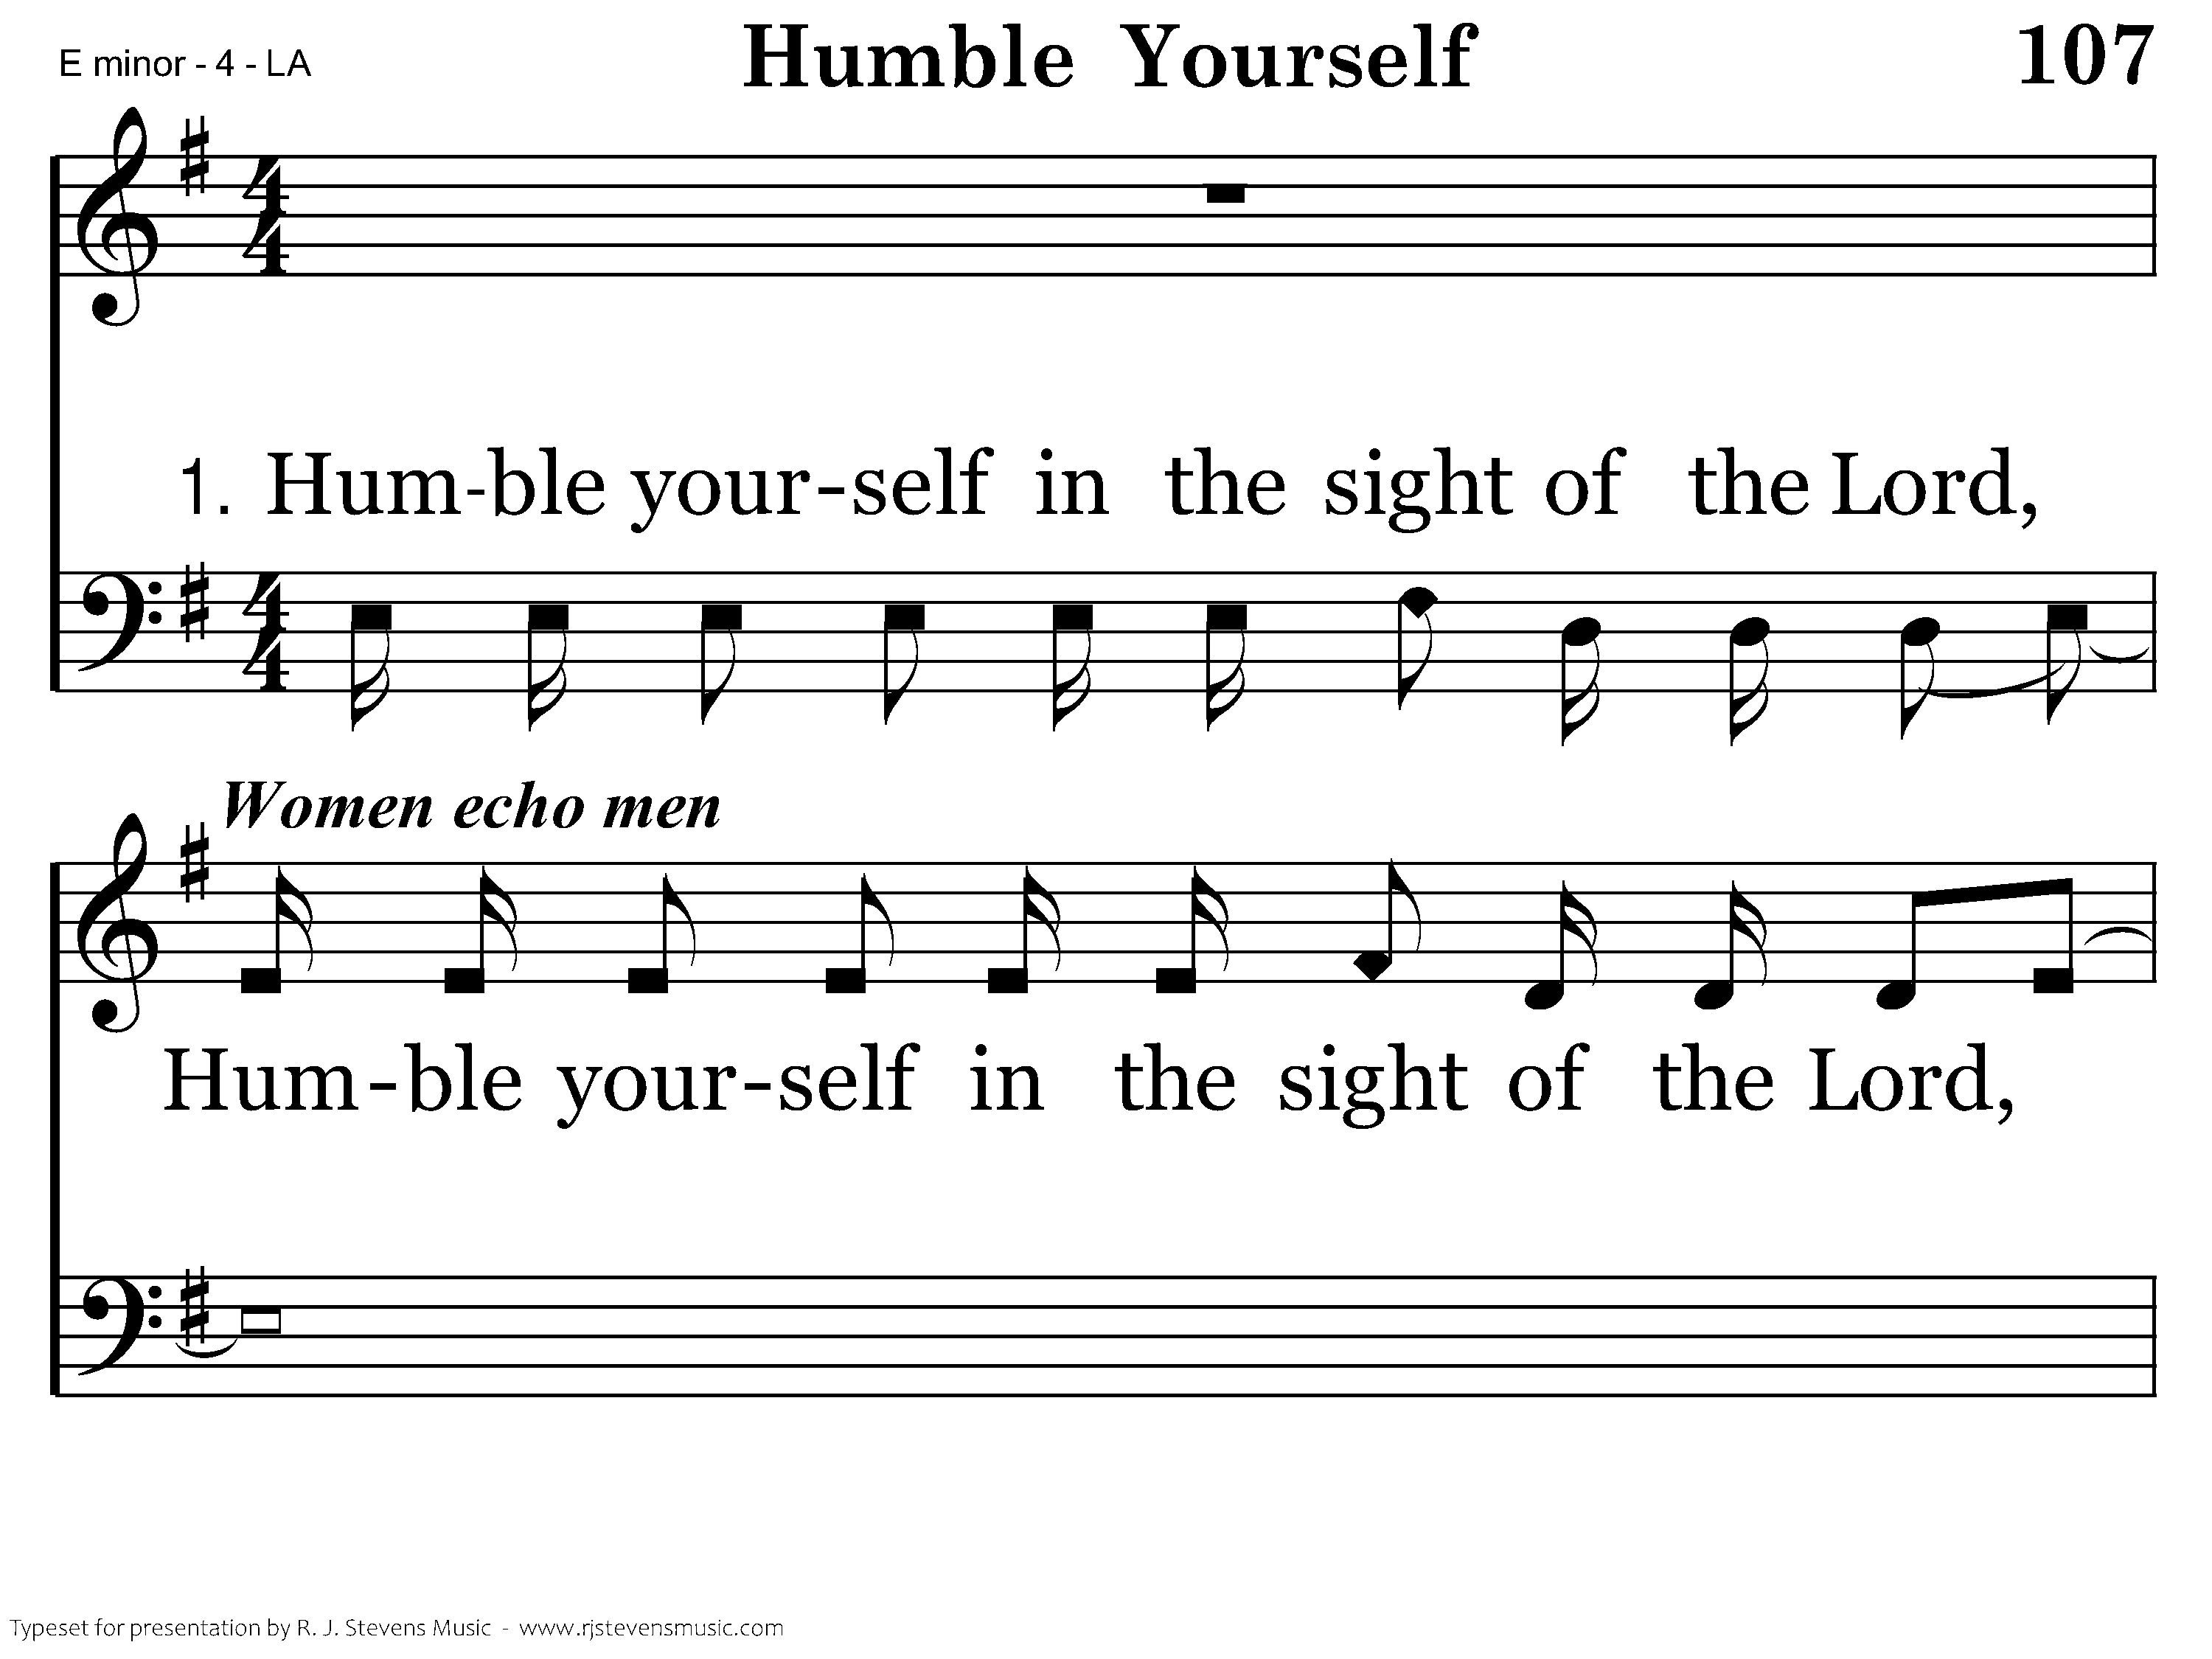 E minor - 4 - LA Humble Yourself 107
1. Hum-ble your-self in the sight of the Lord,
Women echo men
Hum-ble your-self in the sight of the Lord,
Typeset for presentation by R. J. Stevens Music - www.rjstevensmusic.com